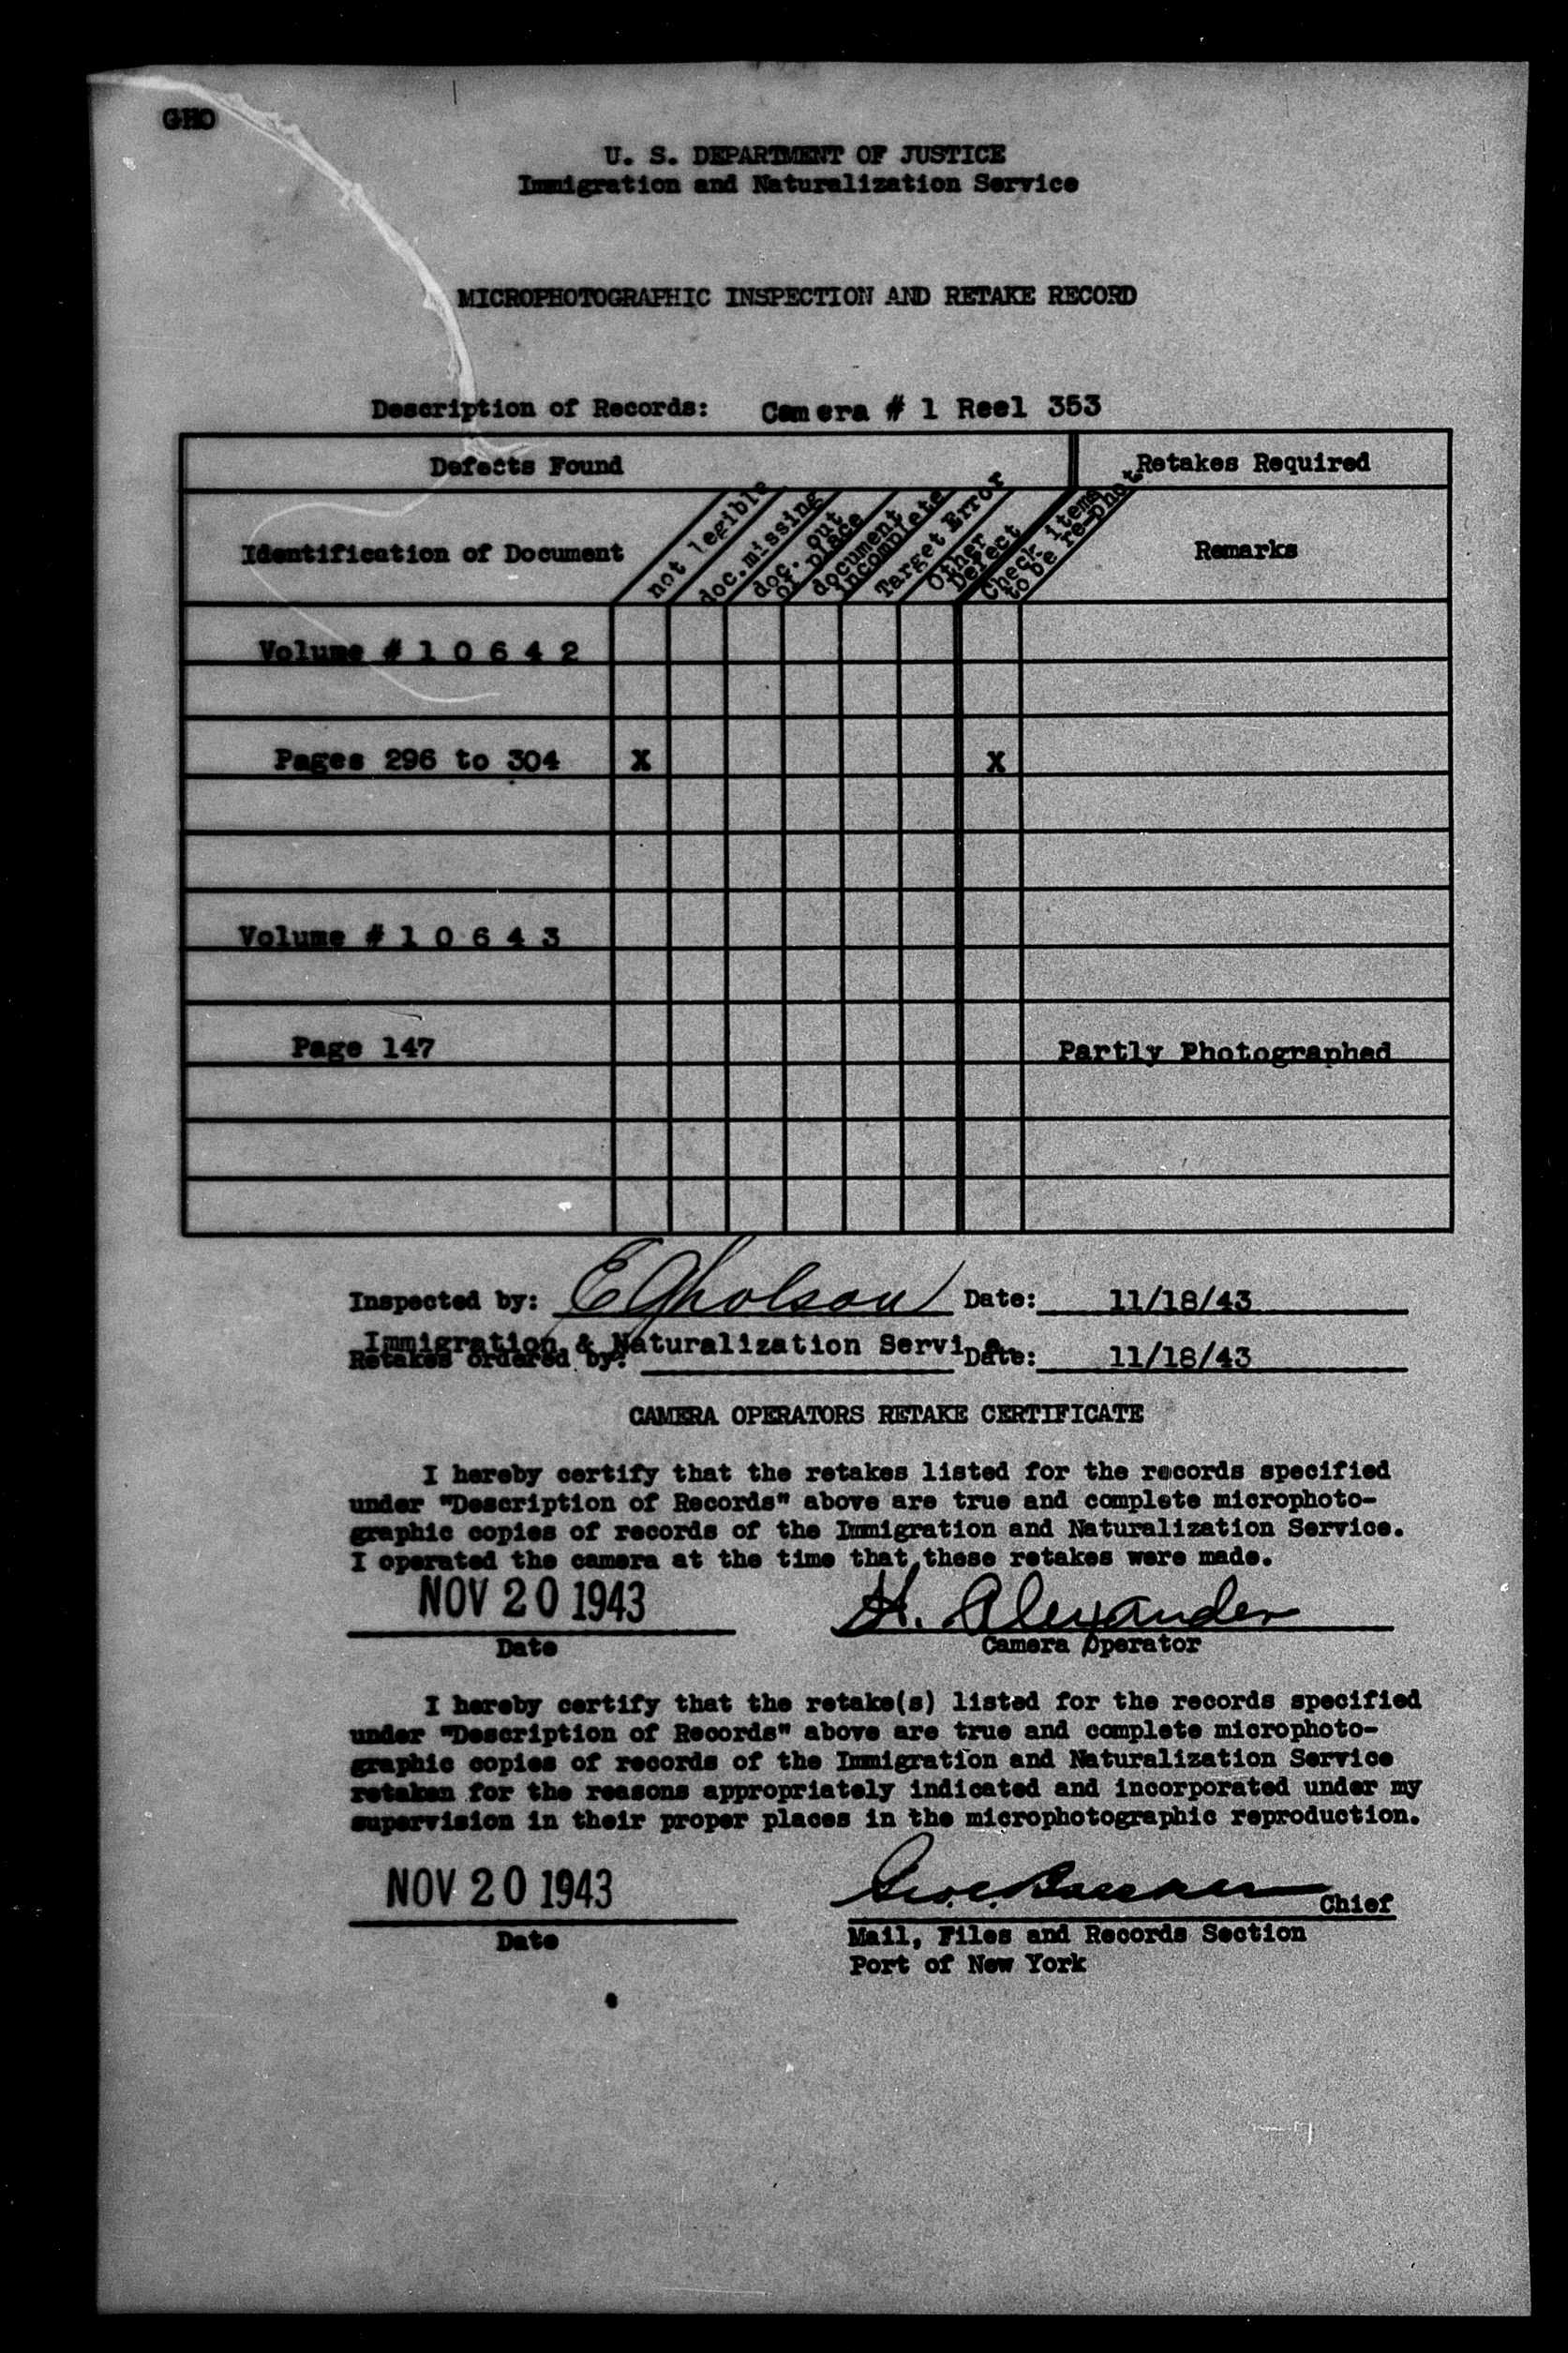 GHO
U. S. DEPARTMENT OF JUSTICE
Immigration and Naturalization Service
MICROPHOTOGRAPHIC INSPECTION AND RETAKE RECORD
Description of Records: Camera # 1 Reel 353
Defects Found
Retakes Required
Identification of Document
not legible
doc. missing
doc. out
of place
document
incomplete
Target Error
Other
Defect
Check items
to be re-phot
Remarks
Volume # 1 0 6 4 2
Pages 296 to 304 X X
Volume # 1 0 6 4 3
Page 147 Partly Photographed
Inspected by: E Gholson Date: 11/18/43
Immigration & Naturalization Servi
Retakes ordered by: Date: 11/18/43
CAMERA OPERATORS RETAKE CERTIFICATE
I hereby certify that the retakes listed for the records specified
under "Description of Records" above are true and complete microphoto-
graphic copies of records of the Immigration and Naturalization Service.
I operated the camera at the time that these retakes were made.
NOV 20 1943 H. Alexander
Date Camera Operator
I hereby certify that the retake(s) listed for the records specified
under "Description of Records" above are true and complete microphoto-
graphic copies of records of the Immigration and Naturalization Service
retaken for the reasons appropriately indicated and incorporated under my
supervision in their proper places in the microphotographic reproduction.
NOV 20 1943 Chief
Date Mail, Files and Records Section
Port of New York